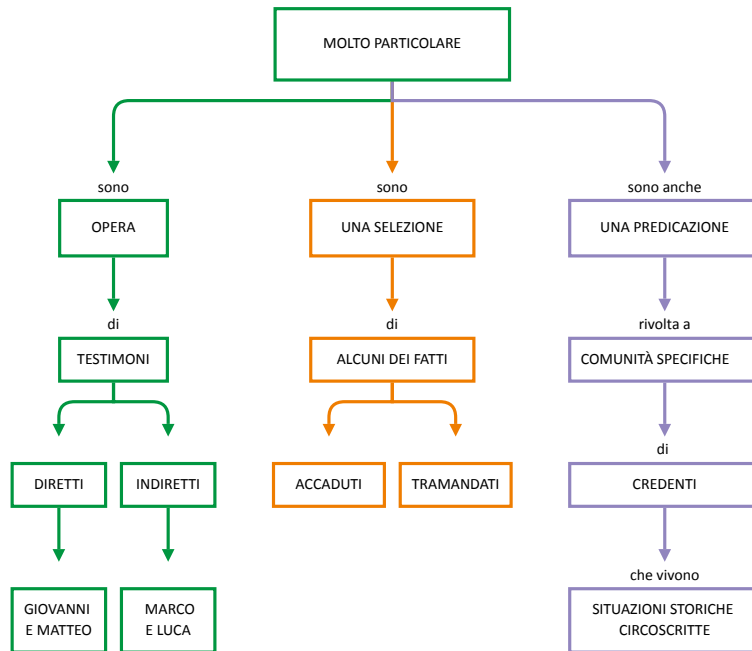 MOLTO PARTICOLARE
sono
OPERA
di
TESTIMONI
DIRETTI
INDIRETTI
GIOVANNI
E MATTEO
MARCO
E LUCA
sono
UNA SELEZIONE
di
ALCUNI DEI FATTI
ACCADUTI
TRAMANDATI
sono anche
UNA PREDICAZIONE
rivolta a
COMUNITÀ SPECIFICHE
di
CREDENTI
che vivono
SITUAZIONI STORICHE
CIRCOSCRITTE